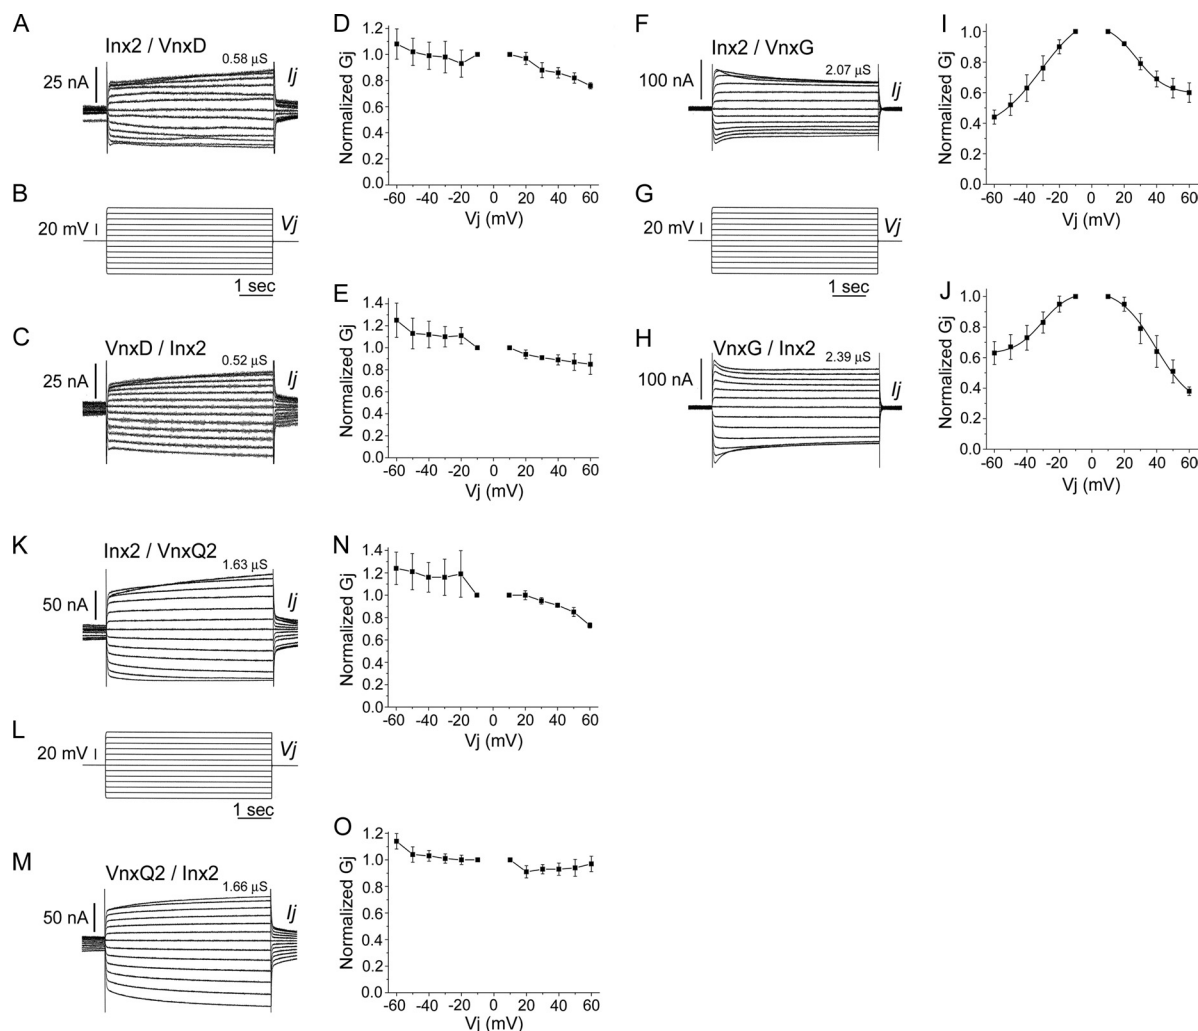 A
Inx2 / VnxD
0.58 µS
25 nA
Ij
B
20 mV
Vj
1 sec
C
VnxD / Inx2
0.52 µS
25 nA
Ij
D
Normalized Gj
1.2
1.0
0.8
0.6
0.4
0.2
0.0
-60 -40 -20 0 20 40 60
Vj (mV)
E
Normalized Gj
1.4
1.2
1.0
0.8
0.6
0.4
0.2
0.0
-60 -40 -20 0 20 40 60
Vj (mV)
F
Inx2 / VnxG
2.07 µS
100 nA
Ij
G
20 mV
Vj
1 sec
H
VnxG / Inx2
2.39 µS
100 nA
Ij
I
Normalized Gj
1.0
0.8
0.6
0.4
0.2
0.0
-60 -40 -20 0 20 40 60
Vj (mV)
J
Normalized Gj
1.0
0.8
0.6
0.4
0.2
0.0
-60 -40 -20 0 20 40 60
Vj (mV)
K
Inx2 / VnxQ2
1.63 µS
50 nA
Ij
L
20 mV
Vj
1 sec
M
VnxQ2 / Inx2
1.66 µS
50 nA
Ij
N
Normalized Gj
1.4
1.2
1.0
0.8
0.6
0.4
0.2
0.0
-60 -40 -20 0 20 40 60
Vj (mV)
O
Normalized Gj
1.2
1.0
0.8
0.6
0.4
0.2
0.0
-60 -40 -20 0 20 40 60
Vj (mV)